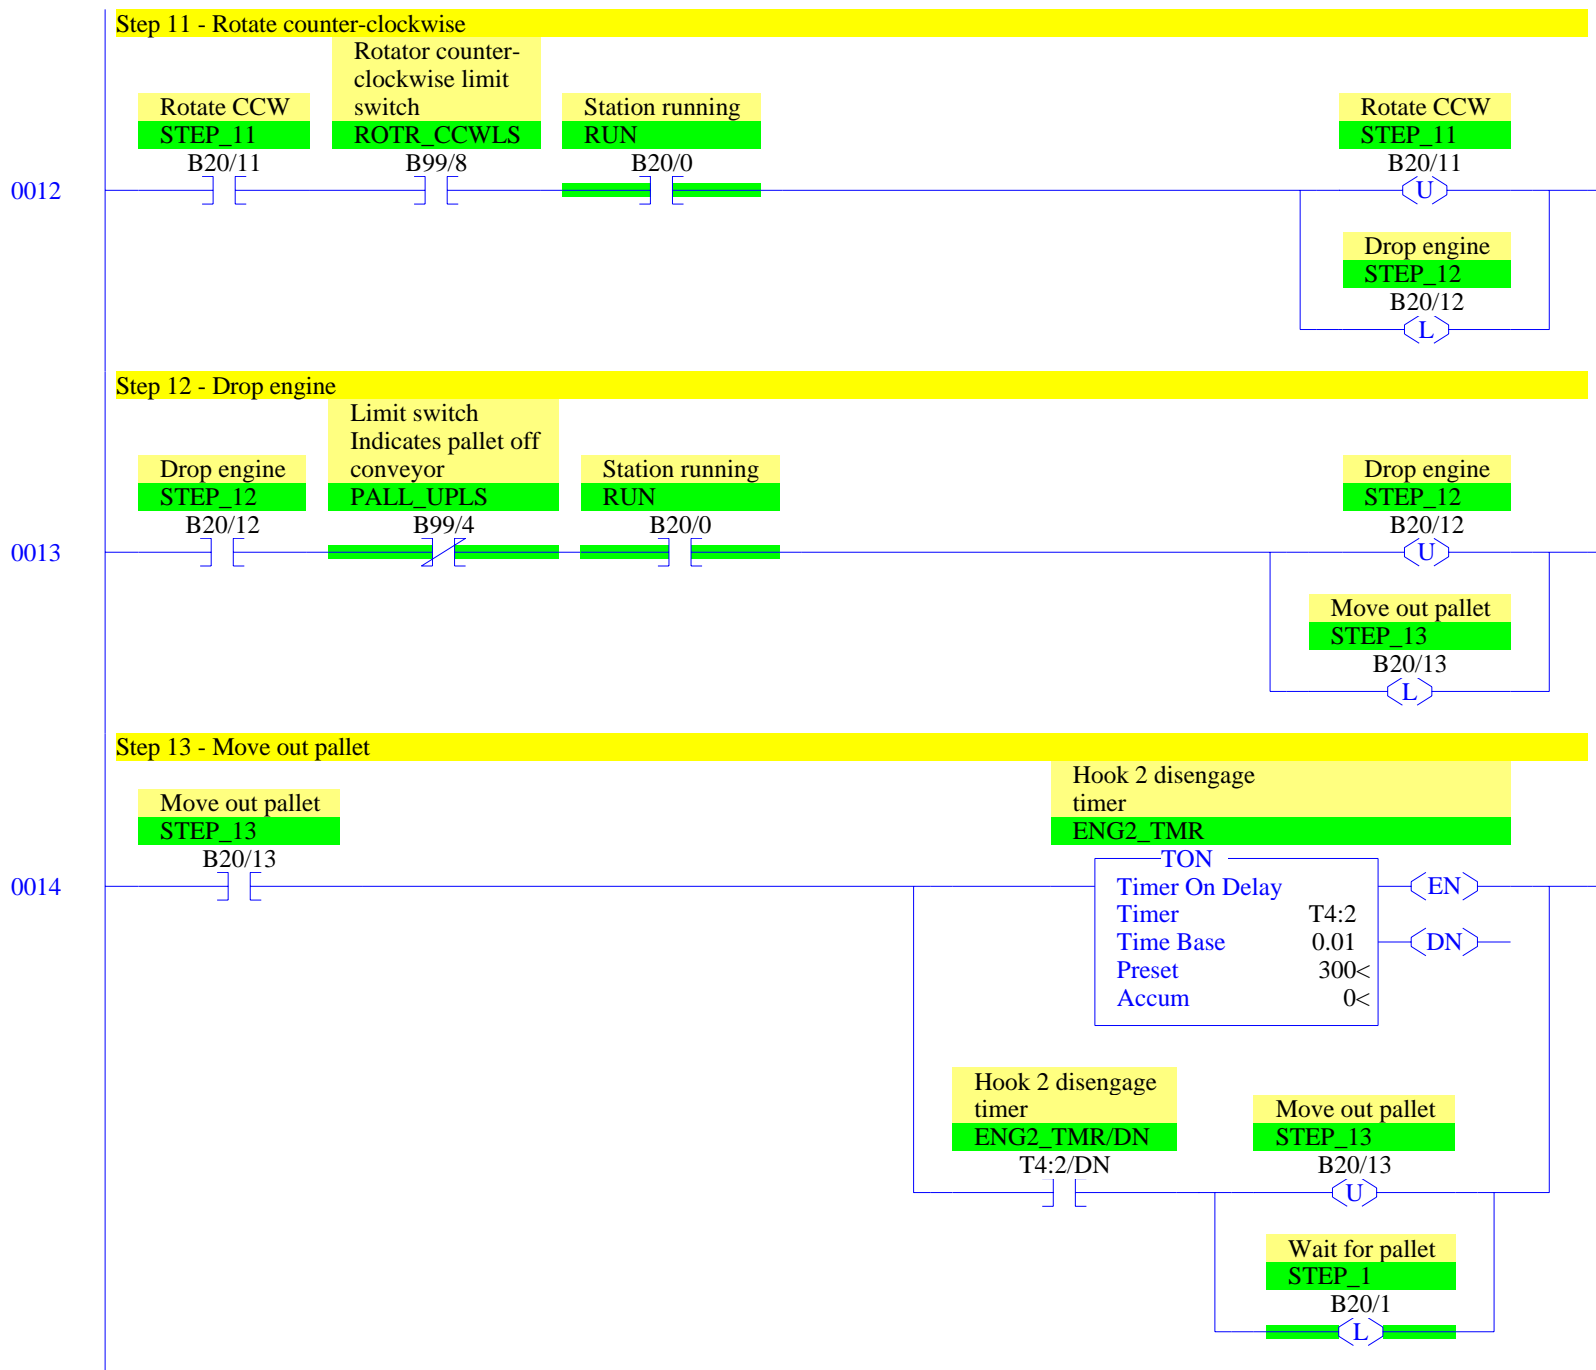 Step 11 - Rotate counter-clockwise
Rotator counter-
clockwise limit
switch
Rotate CCW
Station running
Rotate CCW
STEP_11
ROTR_CCWLS
RUN
STEP_11
B20/11
B99/8
B20/0
B20/11
0012
U
Drop engine
STEP_12
B20/12
L
Step 12 - Drop engine
Limit switch
Indicates pallet off
conveyor
Drop engine
Station running
Drop engine
STEP_12
PALL_UPLS
RUN
STEP_12
B20/12
B99/4
B20/0
B20/12
0013
U
Move out pallet
STEP_13
B20/13
L
Step 13 - Move out pallet
Hook 2 disengage
timer
Move out pallet
STEP_13
ENG2_TMR
B20/13
TON
0014
Timer On Delay
EN
Timer T4:2
Time Base 0.01
DN
Preset 300<
Accum 0<
Hook 2 disengage
timer
Move out pallet
ENG2_TMR/DN
STEP_13
T4:2/DN
B20/13
U
Wait for pallet
STEP_1
B20/1
L